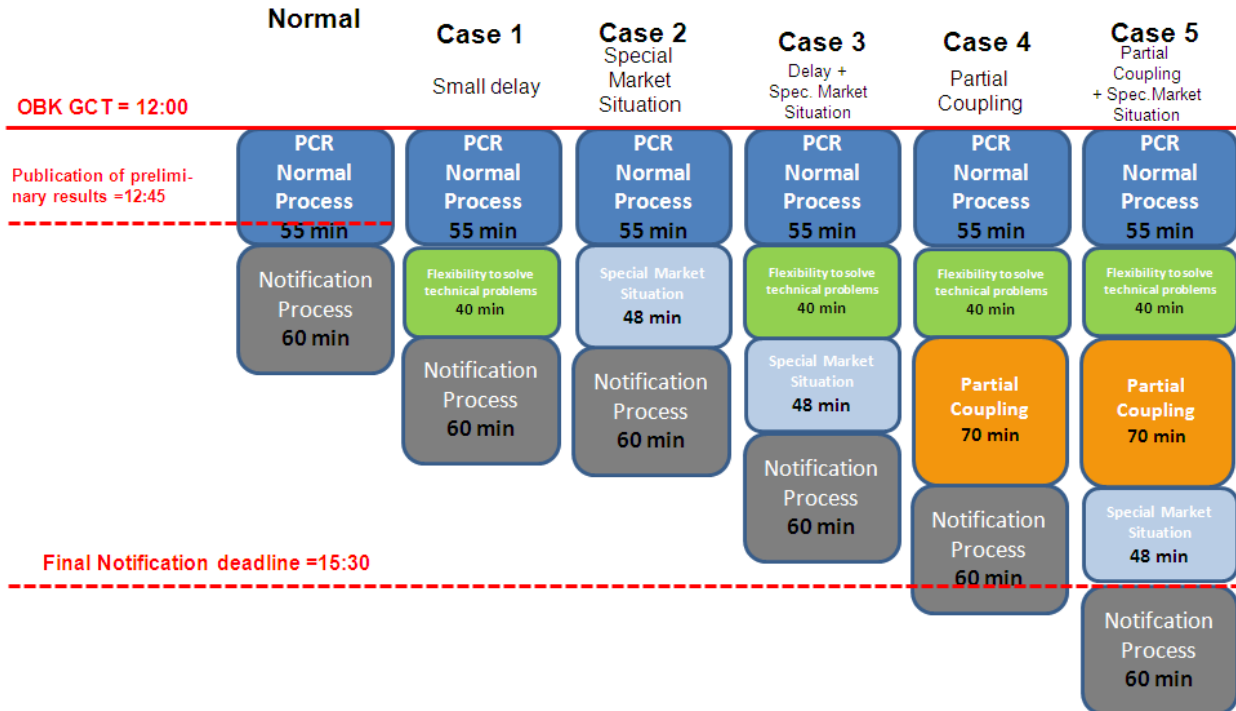 Normal
Case 1
Small delay
Case 2
Special
Market
Situation
Case 3
Delay +
Spec. Market
Situation
Case 4
Partial
Coupling
Case 5
Partial
Coupling
+ Spec.Market
Situation
OBK GCT = 12:00
Publication of prelimi-
nary results =12:45
Final Notification deadline =15:30
PCR
Normal
Process
55 min
Notification
Process
60 min
PCR
Normal
Process
55 min
Flexibility to solve
technical problems
40 min
Notification
Process
60 min
PCR
Normal
Process
55 min
Special Market
Situation
48 min
Notification
Process
60 min
PCR
Normal
Process
55 min
Flexibility to solve
technical problems
40 min
Special Market
Situation
48 min
Notification
Process
60 min
PCR
Normal
Process
55 min
Flexibility to solve
technical problems
40 min
Partial
Coupling
70 min
Notification
Process
60 min
PCR
Normal
Process
55 min
Flexibility to solve
technical problems
40 min
Partial
Coupling
70 min
Special Market
Situation
48 min
Notifcation
Process
60 min